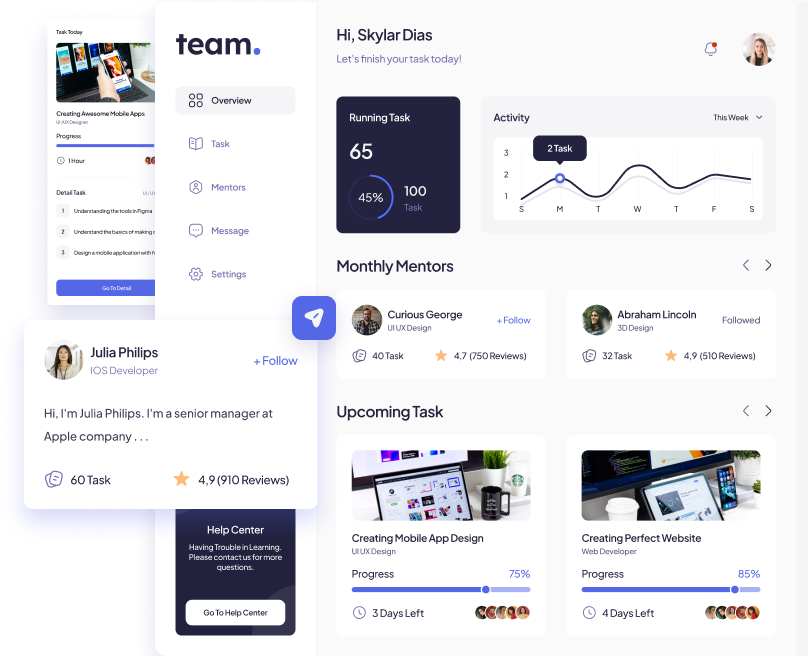 Task Today
Creating Awesome Mobile Apps
UI/UX Designer
Progress
1 Hour
Detail Task
UI/UX
1 Understanding the tools in Figma
2 Understand the basics of making
3 Design a mobile application with
Go To Detail
team.
Overview
Task
Mentors
Message
Settings
Julia Philips
IOS Developer
+ Follow
Hi, I'm Julia Philips. I'm a senior manager at
Apple company . . .
60 Task
4,9 (910 Reviews)
Help Center
Having Trouble in Learning.
Please contact us for more
questions.
Go To Help Center
Hi, Skylar Dias
Let's finish your task today!
Running Task
65
45%
100
Task
Activity
This Week
2 Task
3
2
1
S M T W T F S
Monthly Mentors
Curious George
UI UX Design
+ Follow
40 Task
4,7 (750 Reviews)
Abraham Lincoln
3D Design
Followed
32 Task
4,9 (510 Reviews)
Upcoming Task
Creating Mobile App Design
UI UX Design
Progress 75%
3 Days Left
Creating Perfect Website
Web Developer
Progress 85%
4 Days Left